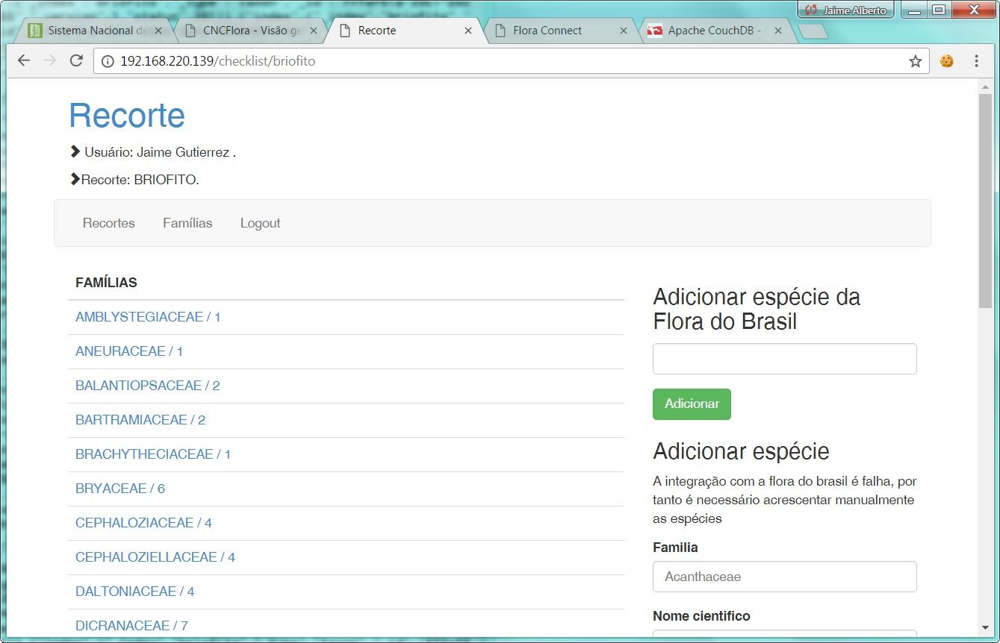 Jaime Alberto
Sistema Nacional de
CNCFlora - Visão ge
Recorte
Flora Connect
Apache CouchDB -
192.168.220.139/checklist/briofito
Recorte
Usuário: Jaime Gutierrez .
Recorte: BRIOFITO.
Recortes Famílias Logout
FAMÍLIAS
AMBLYSTEGIACEAE / 1
ANEURACEAE / 1
BALANTIOPSACEAE / 2
BARTRAMIACEAE / 2
BRACHYTHECIACEAE / 1
BRYACEAE / 6
CEPHALOZIACEAE / 4
CEPHALOZIELLACEAE / 4
DALTONIACEAE / 4
DICRANACEAE / 7
Adicionar espécie da
Flora do Brasil
Adicionar
Adicionar espécie
A integração com a flora do brasil é falha, por
tanto é necessário acrescentar manualmente
as espécies
Familia
Acanthaceae
Nome cientifico